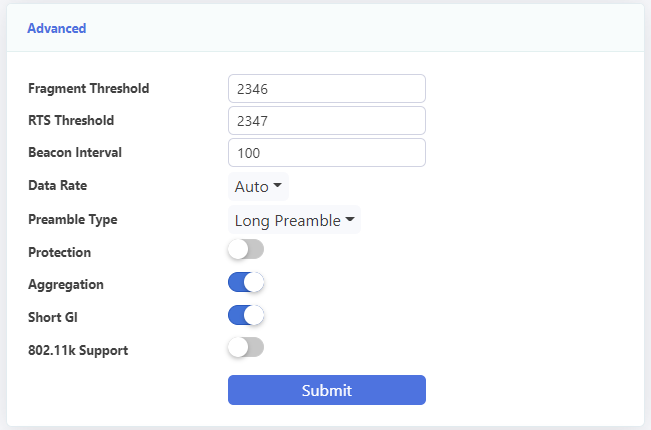 Advanced
Fragment Threshold 2346
RTS Threshold 2347
Beacon Interval 100
Data Rate Auto
Preamble Type Long Preamble
Protection
Aggregation
Short GI
802.11k Support
Submit